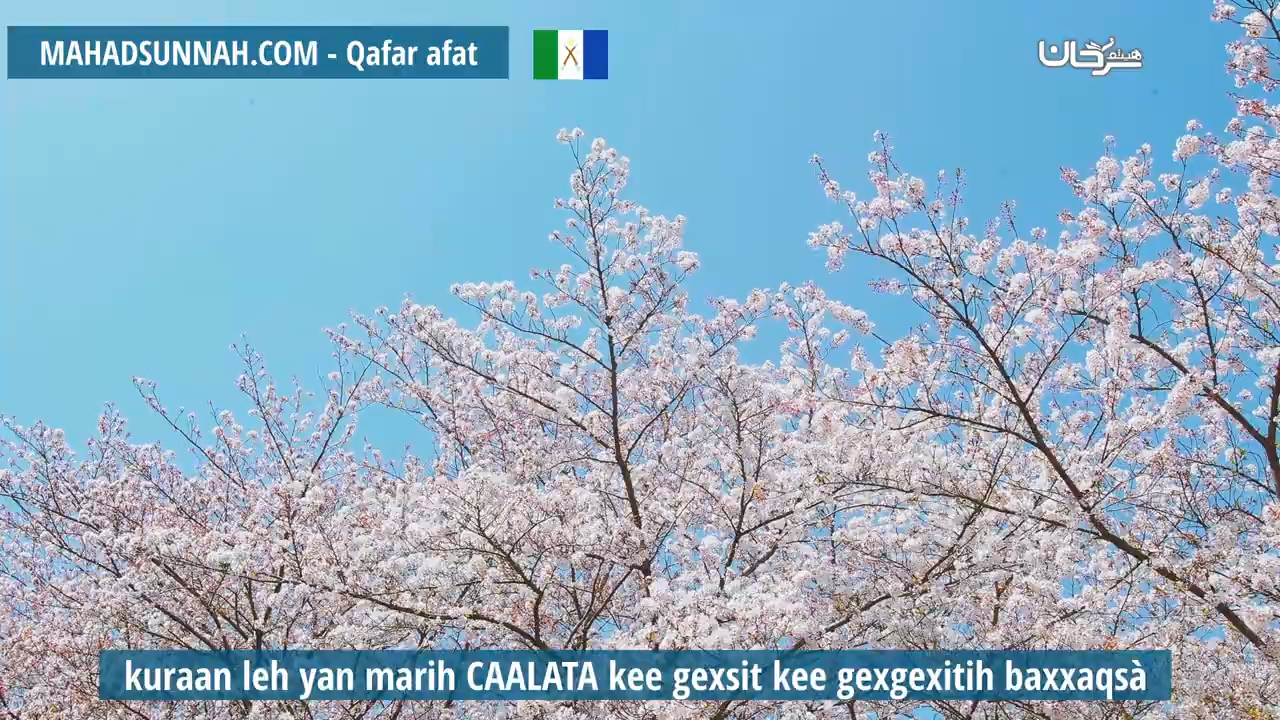 MAHADSUNNAH.COM - Qafar afat
kuraan leh yan marih CAALATA kee gexsit kee gexgexitih baxxaqsà